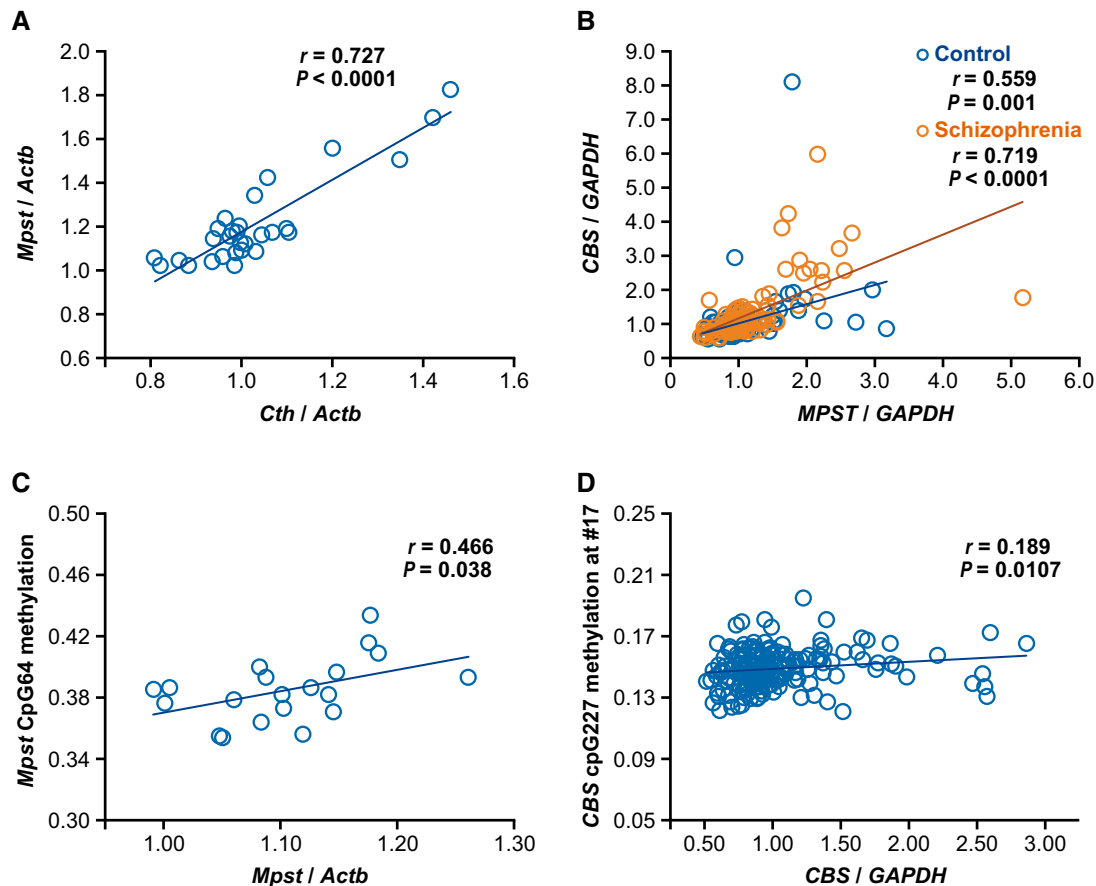 A
2.0
1.8
1.6
1.4
1.2
1.0
0.8
0.6
Mpst / Actb
r = 0.727
P < 0.0001
0.8 1.0 1.2 1.4 1.6
Cth / Actb
B
9.0
8.0
7.0
6.0
5.0
4.0
3.0
2.0
1.0
0
CBS / GAPDH
Control
r = 0.559
P = 0.001
Schizophrenia
r = 0.719
P < 0.0001
0 1.0 2.0 3.0 4.0 5.0 6.0
MPST / GAPDH
C
0.50
0.46
0.42
0.38
0.34
0.30
Mpst CpG64 methylation
r = 0.466
P = 0.038
1.00 1.10 1.20 1.30
Mpst / Actb
D
0.25
0.21
0.17
0.13
0.09
0.05
CBS cpG227 methylation at #17
r = 0.189
P = 0.0107
0.50 1.00 1.50 2.00 2.50 3.00
CBS / GAPDH